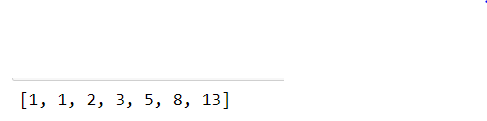 [1, 1, 2, 3, 5, 8, 13]